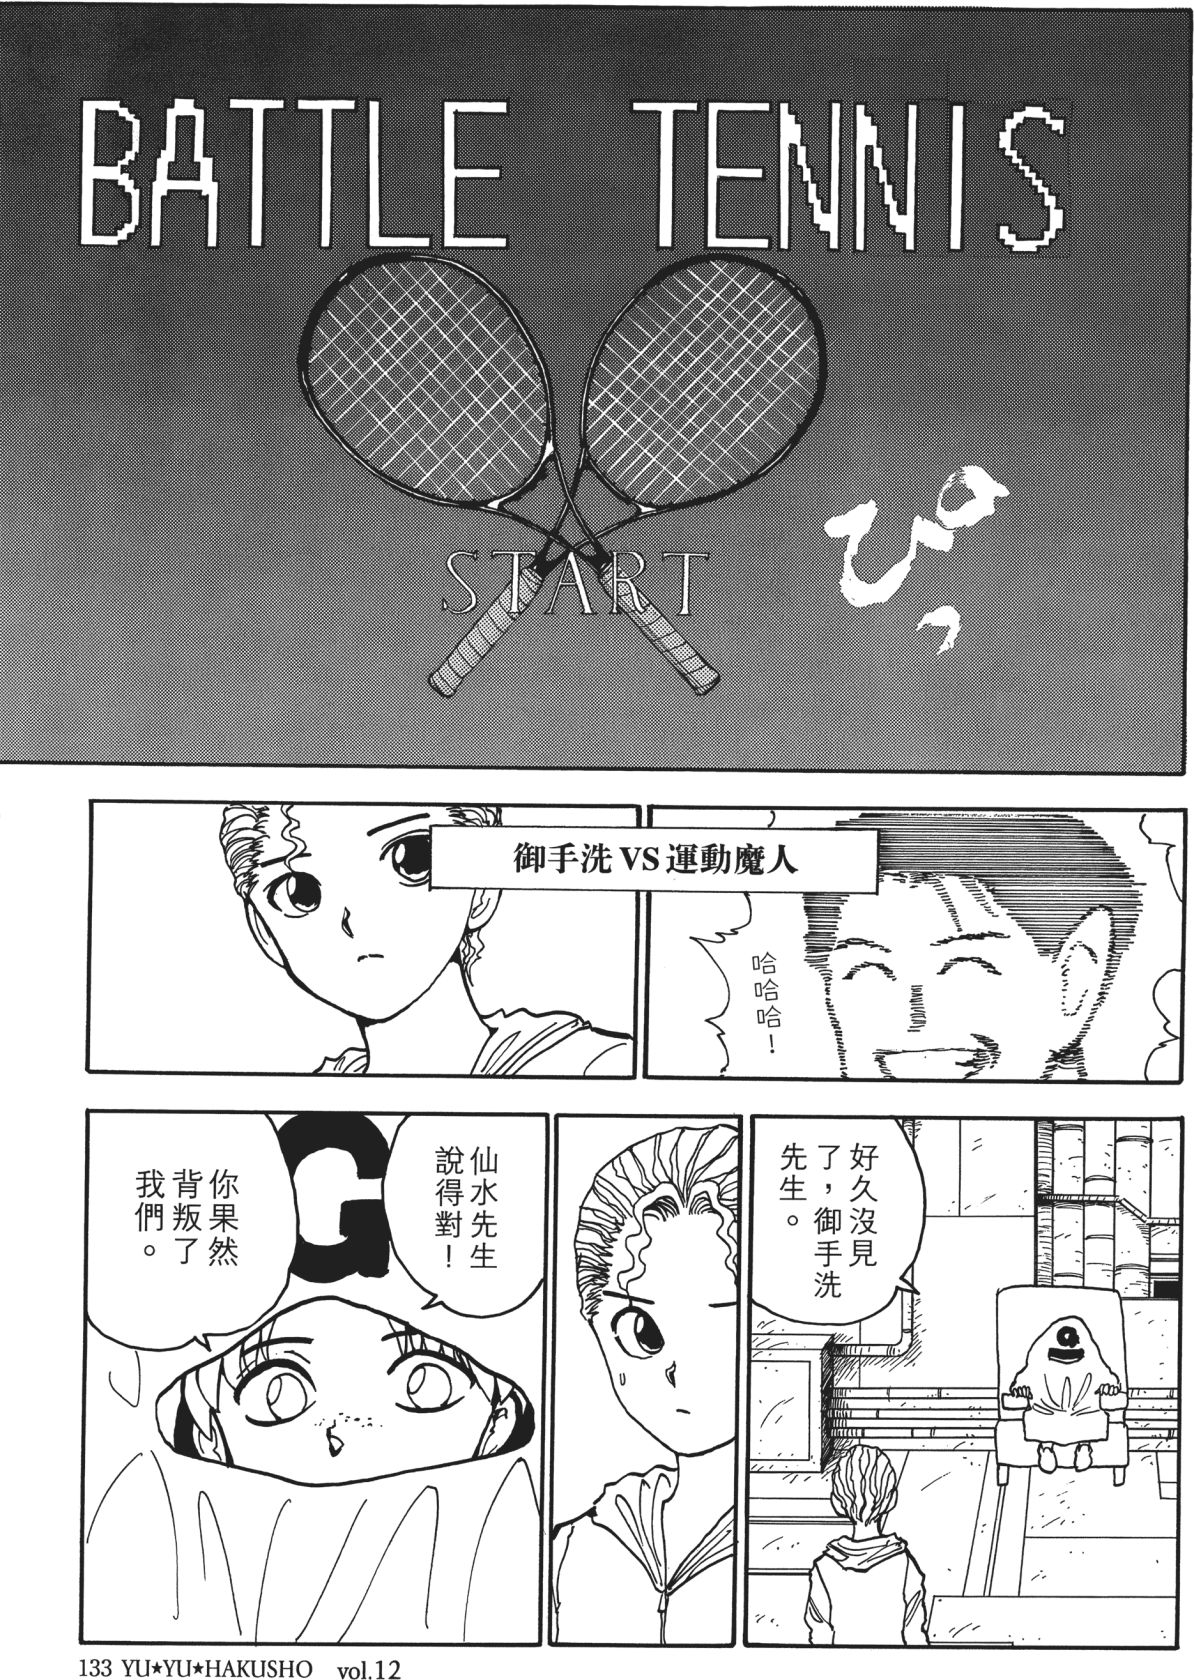 BATTLE TENNIS
START
ぴっ
御手洗VS運動魔人
哈哈哈！
好久沒見
了，御手洗
先生。
仙水先生
說得對！
G
你果然
背叛了
我們。
133 YU★YU★HAKUSHO vol.12